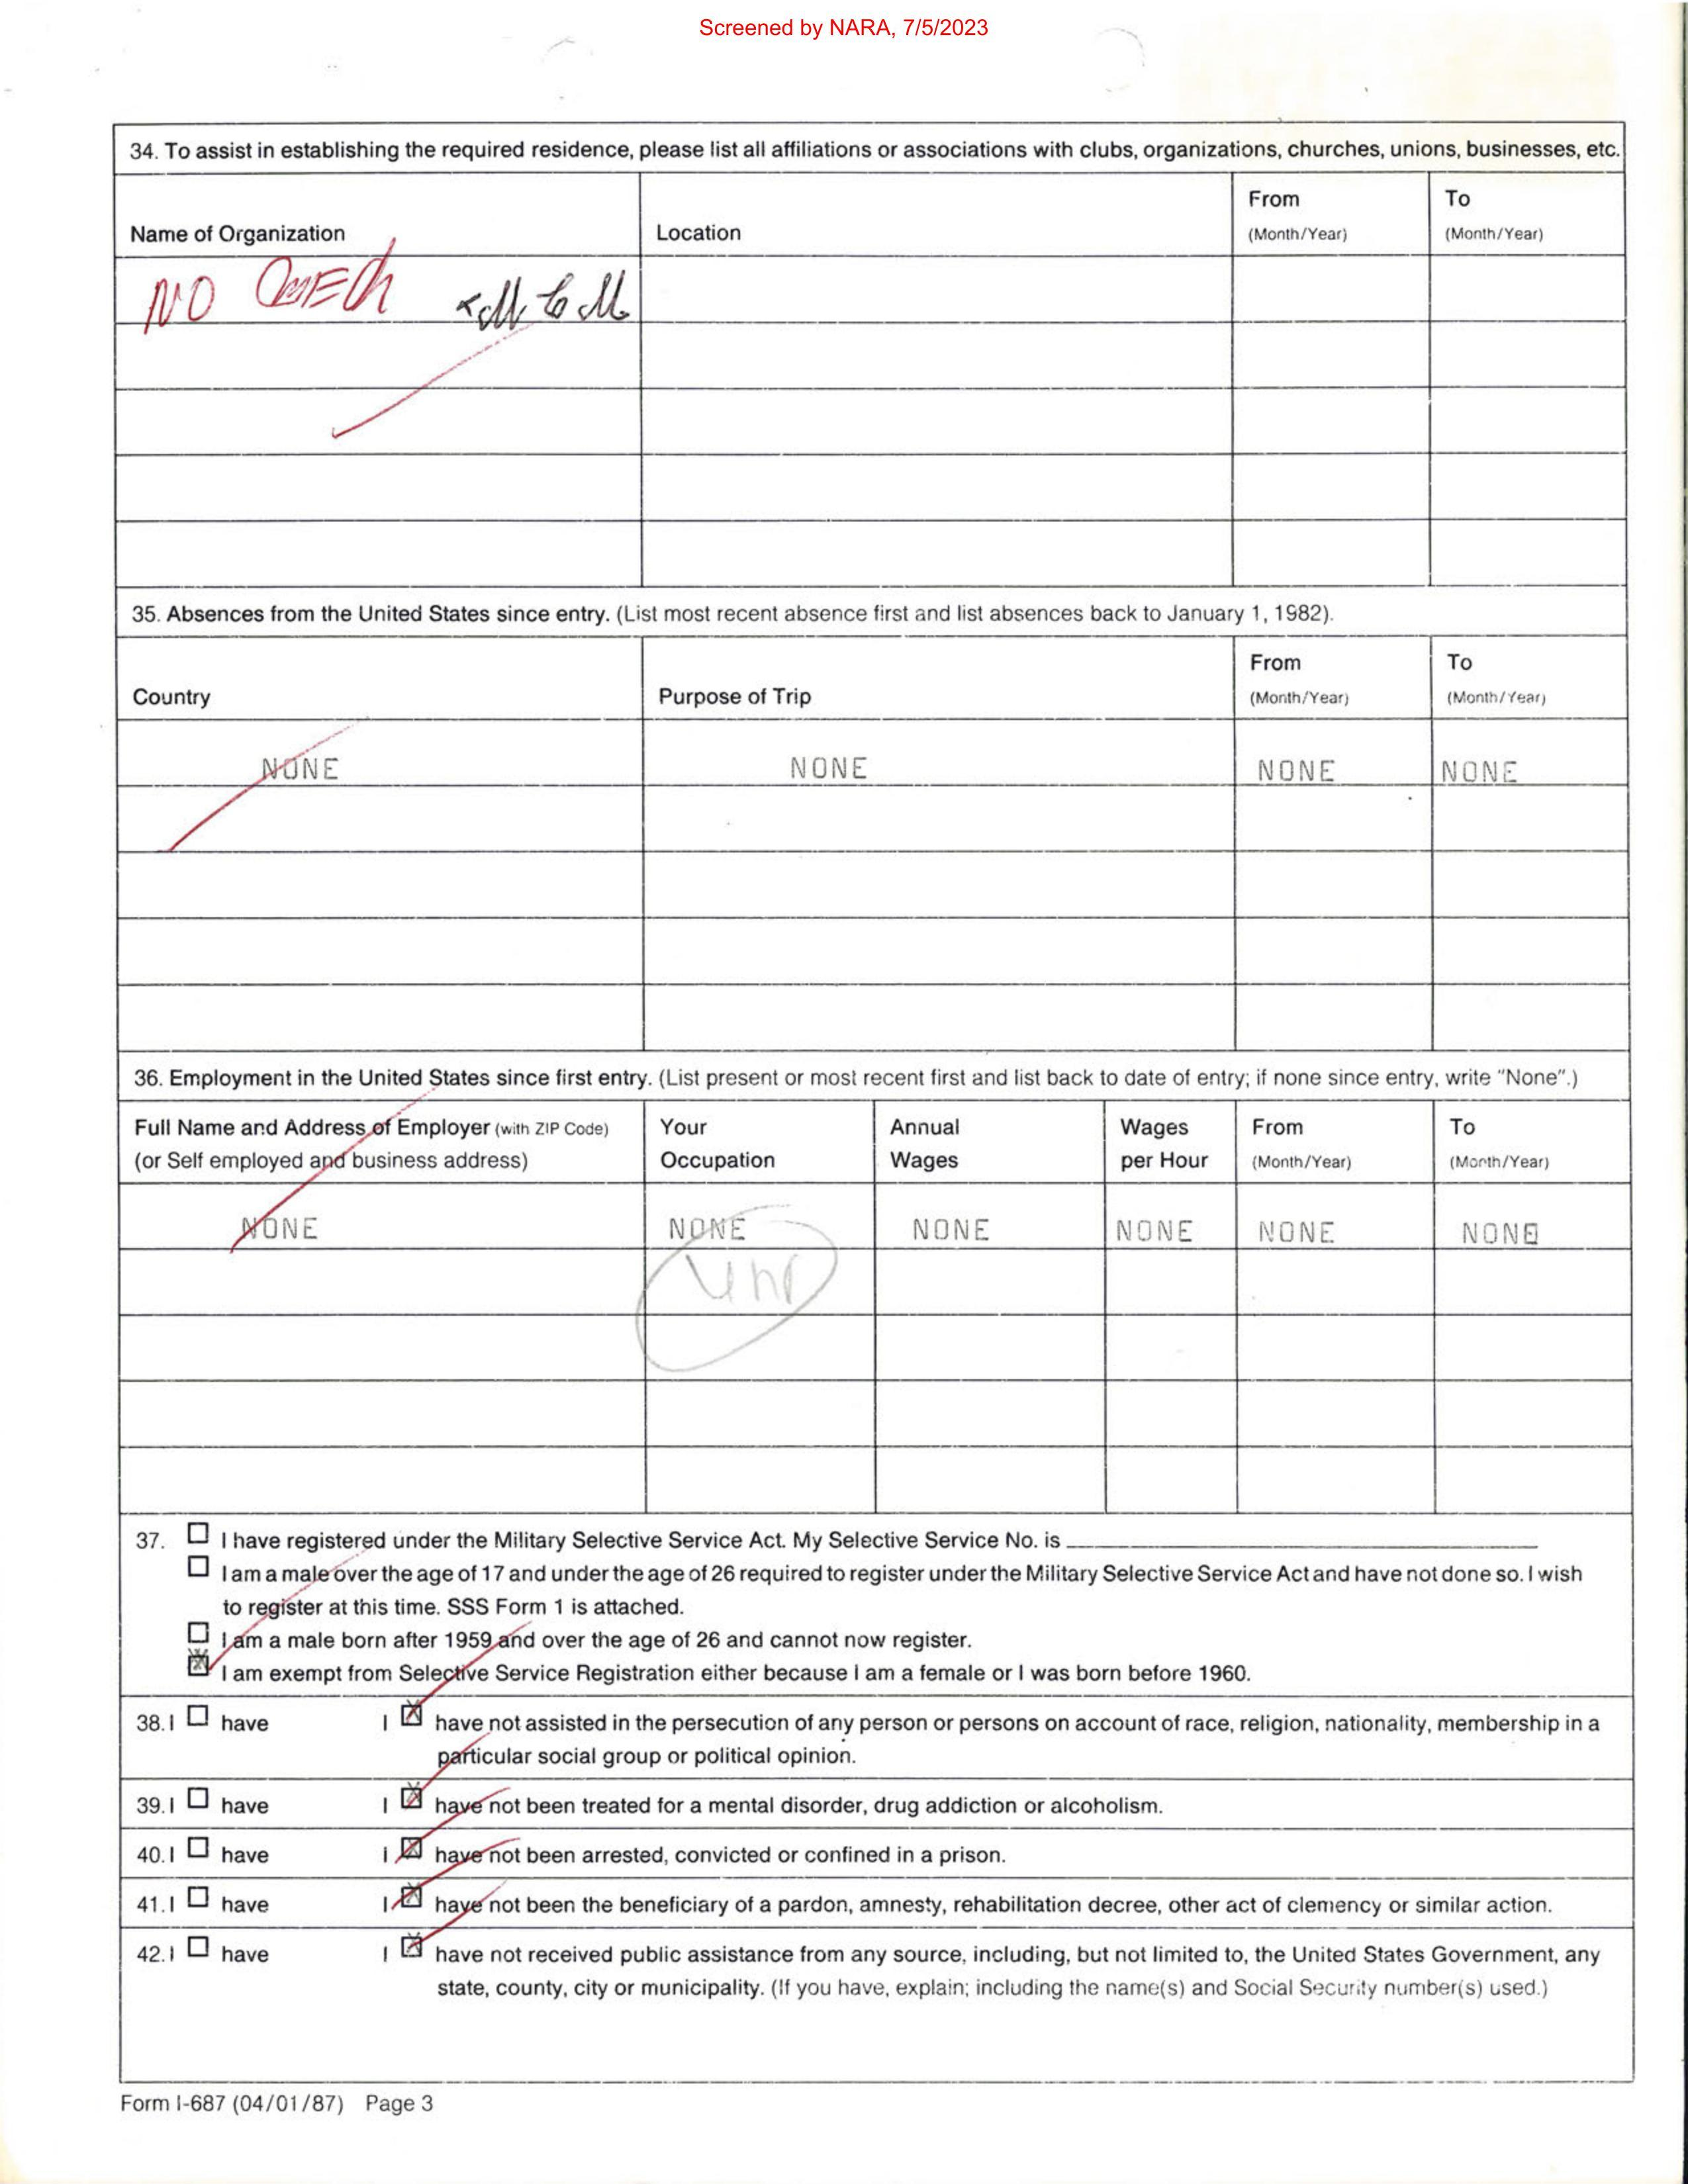 Screened by NARA, 7/5/2023
34. To assist in establishing the required residence, please list all affiliations or associations with clubs, organizations, churches, unions, businesses, etc.
Name of Organization Location From (Month/Year) To (Month/Year)
NO
35. Absences from the United States since entry. (List most recent absence first and list absences back to January 1, 1982).
Country Purpose of Trip From (Month/Year) To (Month/Year)
NONE NONE NONE NONE
36. Employment in the United States since first entry. (List present or most recent first and list back to date of entry; if none since entry, write "None".)
Full Name and Address of Employer (with ZIP Code) Your Annual Wages From To
(or Self employed and business address) Occupation Wages per Hour (Month/Year) (Month/Year)
NONE NONE NONE NONE NONE NONE
37. I have registered under the Military Selective Service Act. My Selective Service No. is
I am a male over the age of 17 and under the age of 26 required to register under the Military Selective Service Act and have not done so. I wish
to register at this time. SSS Form 1 is attached.
I am a male born after 1959 and over the age of 26 and cannot now register.
X I am exempt from Selective Service Registration either because I am a female or I was born before 1960.
38. I have I X have not assisted in the persecution of any person or persons on account of race, religion, nationality, membership in a
particular social group or political opinion.
39. I have I X have not been treated for a mental disorder, drug addiction or alcoholism.
40. I have I X have not been arrested, convicted or confined in a prison.
41. I have I X have not been the beneficiary of a pardon, amnesty, rehabilitation decree, other act of clemency or similar action.
42. I have I X have not received public assistance from any source, including, but not limited to, the United States Government, any
state, county, city or municipality. (If you have, explain; including the name(s) and Social Security number(s) used.)
Form I-687 (04/01/87) Page 3